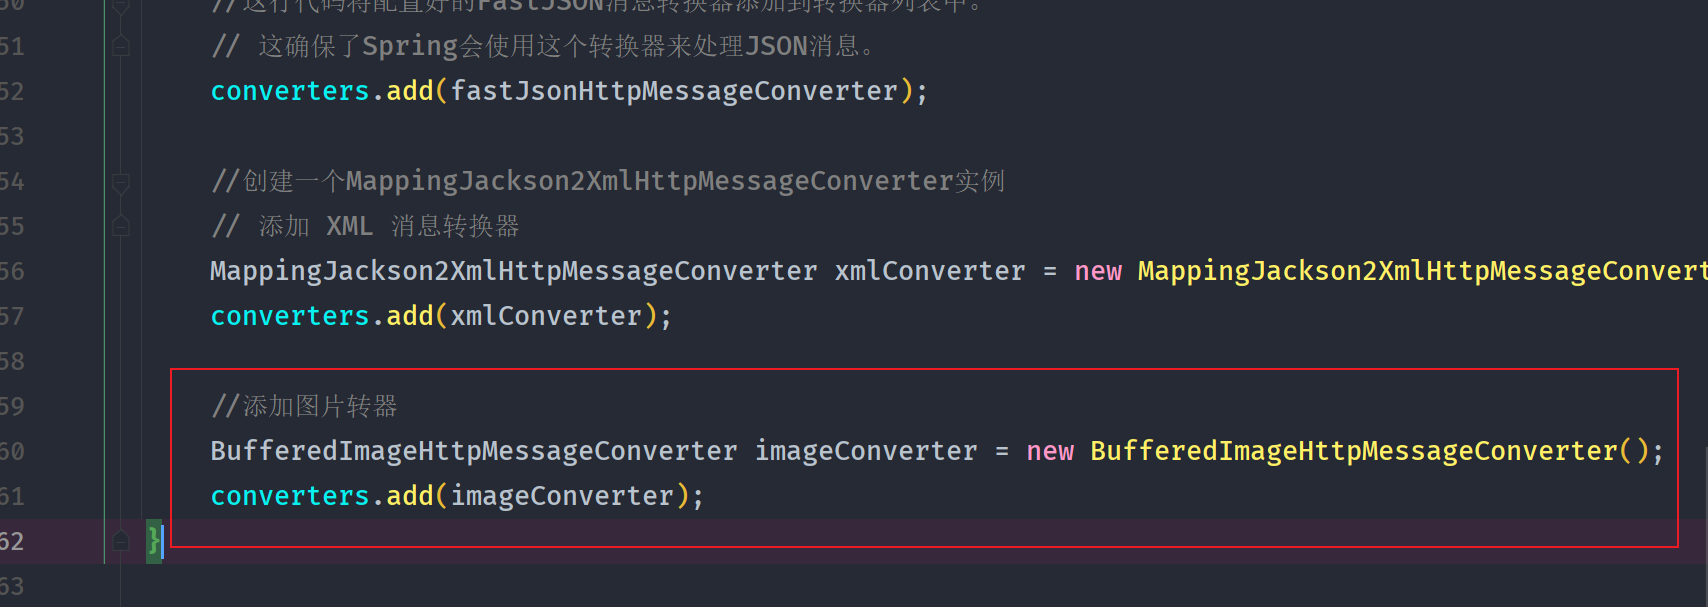 50 //这行代码将配置好的FastJSON消息转换器添加到转换器列表中。
51 // 这确保了Spring会使用这个转换器来处理JSON消息。
52 converters.add(fastJsonHttpMessageConverter);
53
54 //创建一个MappingJackson2XmlHttpMessageConverter实例
55 // 添加 XML 消息转换器
56 MappingJackson2XmlHttpMessageConverter xmlConverter = new MappingJackson2XmlHttpMessageConvert
57 converters.add(xmlConverter);
58
59 //添加图片转器
60 BufferedImageHttpMessageConverter imageConverter = new BufferedImageHttpMessageConverter();
61 converters.add(imageConverter);
62 }
63